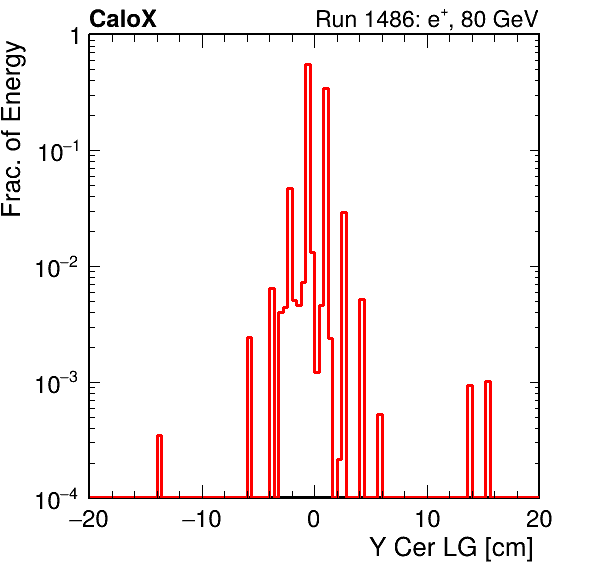 CaloX Run 1486: e⁺, 80 GeV
Frac. of Energy
1
10⁻¹
10⁻²
10⁻³
10⁻⁴
−20 −10 0 10 20
Y Cer LG [cm]